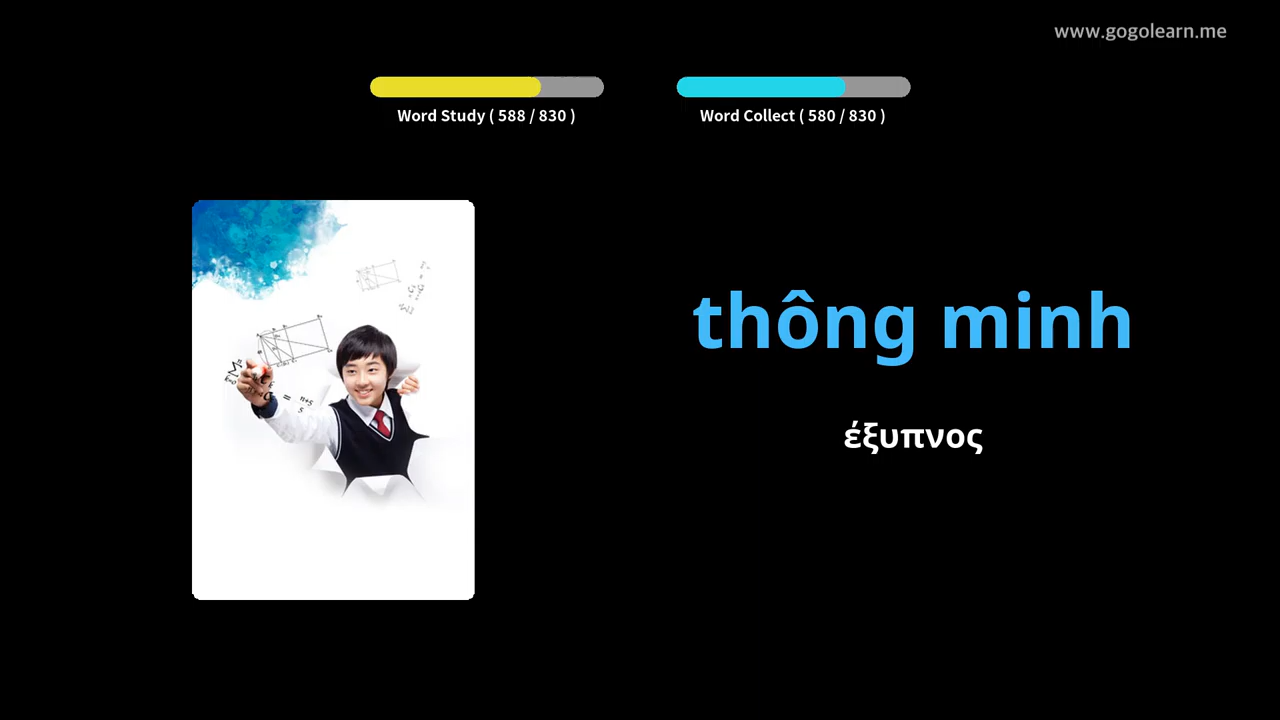 www.gogolearn.me
Word Study ( 588 / 830 )
Word Collect ( 580 / 830 )
thông minh
έξυπνος